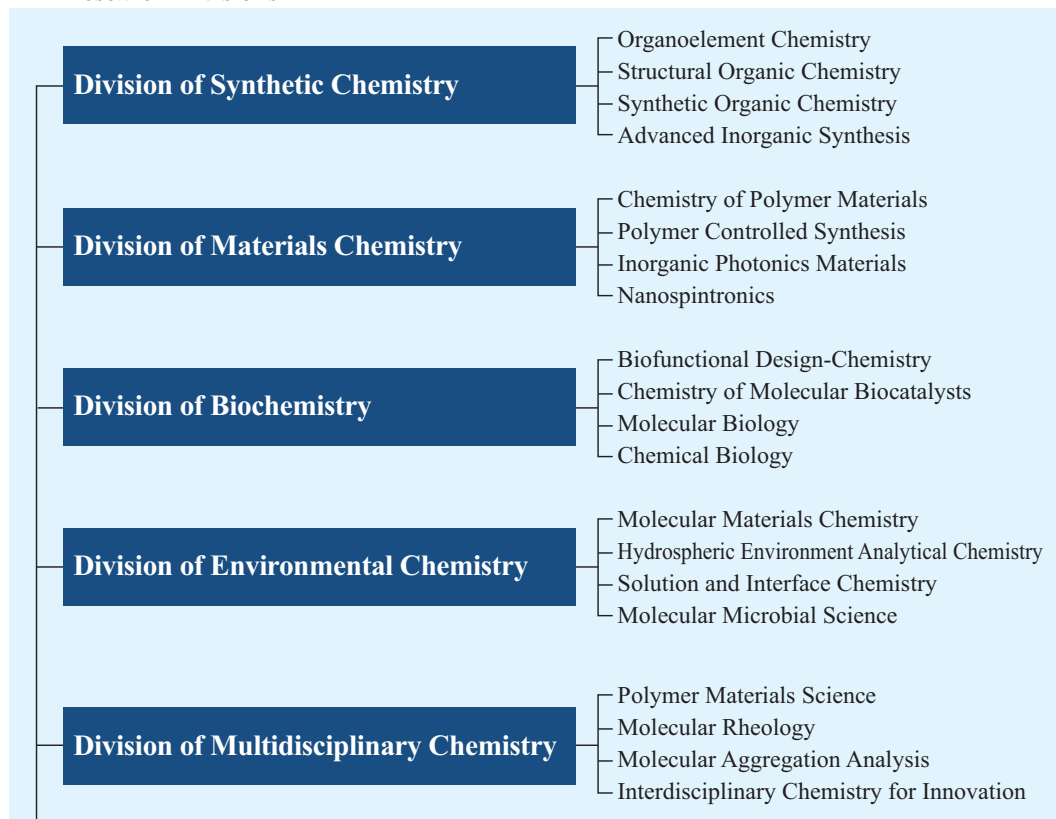 Division of Synthetic Chemistry
Organoelement Chemistry
Structural Organic Chemistry
Synthetic Organic Chemistry
Advanced Inorganic Synthesis
Division of Materials Chemistry
Chemistry of Polymer Materials
Polymer Controlled Synthesis
Inorganic Photonics Materials
Nanospintronics
Division of Biochemistry
Biofunctional Design-Chemistry
Chemistry of Molecular Biocatalysts
Molecular Biology
Chemical Biology
Division of Environmental Chemistry
Molecular Materials Chemistry
Hydrospheric Environment Analytical Chemistry
Solution and Interface Chemistry
Molecular Microbial Science
Division of Multidisciplinary Chemistry
Polymer Materials Science
Molecular Rheology
Molecular Aggregation Analysis
Interdisciplinary Chemistry for Innovation